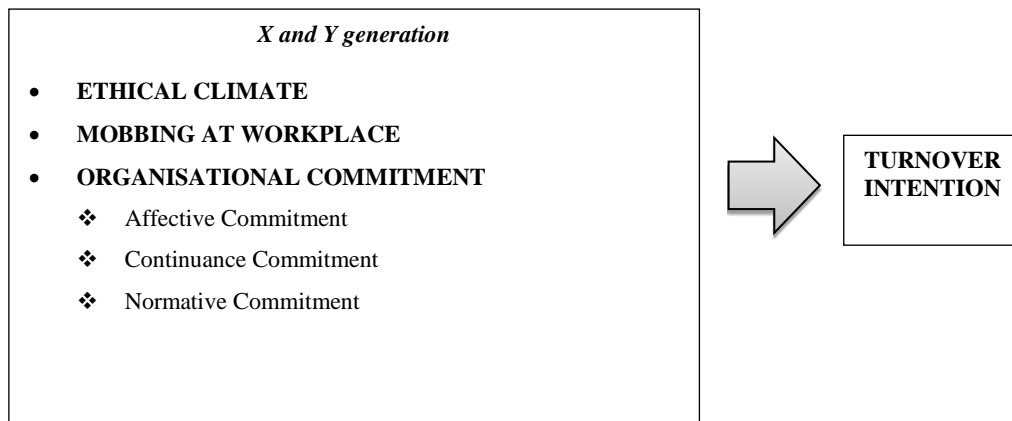 X and Y generation
• ETHICAL CLIMATE
• MOBBING AT WORKPLACE
• ORGANISATIONAL COMMITMENT
❖ Affective Commitment
❖ Continuance Commitment
❖ Normative Commitment
TURNOVER
INTENTION